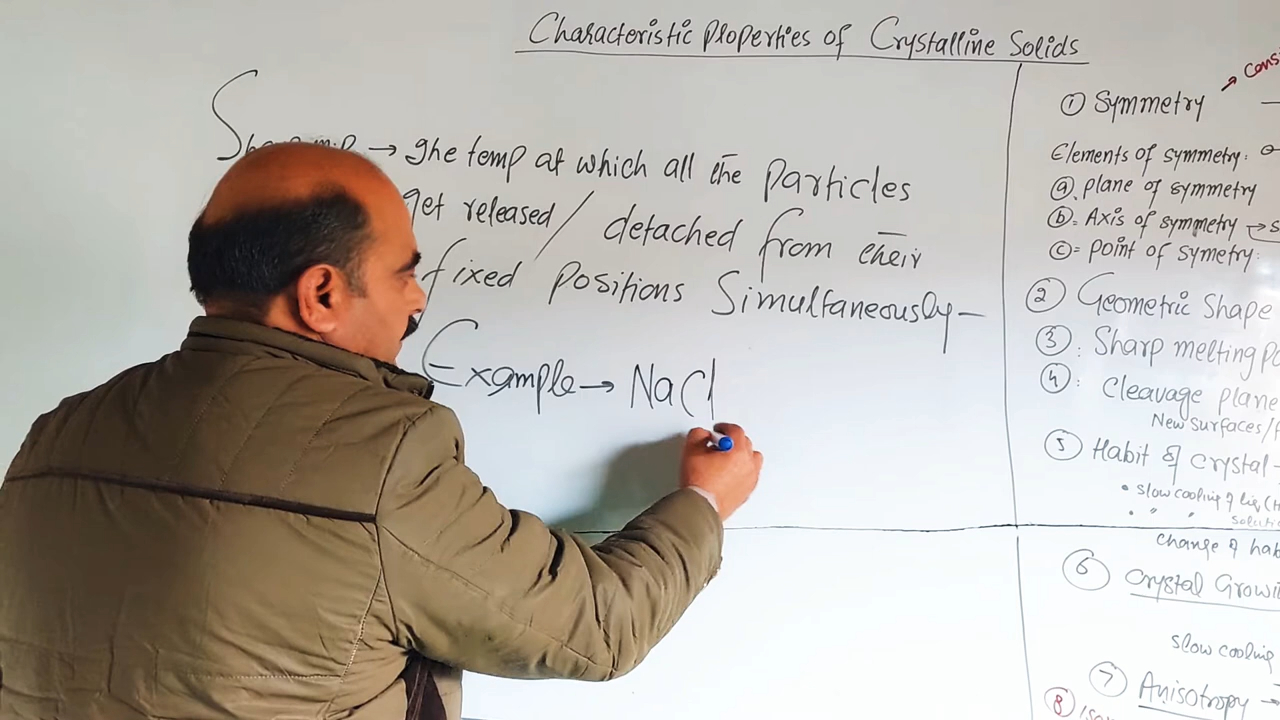 Characteristic Properties of Crystalline Solids
Sharp m.p → The temp at which all the particles
get released / detached from their
fixed positions Simultaneously –
Example → NaCl
→ Cons
① Symmetry
Elements of symmetry:
ⓐ. plane of symmetry
ⓑ= Axis of symmetry → S
ⓒ= point of symetry:
② Geometric Shape
③: Sharp melting P
④: Cleavage plane
New surfaces/f
⑤ Habit of crystal -
• slow cooling of liq (H
• " "
solution
change of hab
⑥ Crystal Grow
slow cooling
⑦ Anisotropy →
⑧